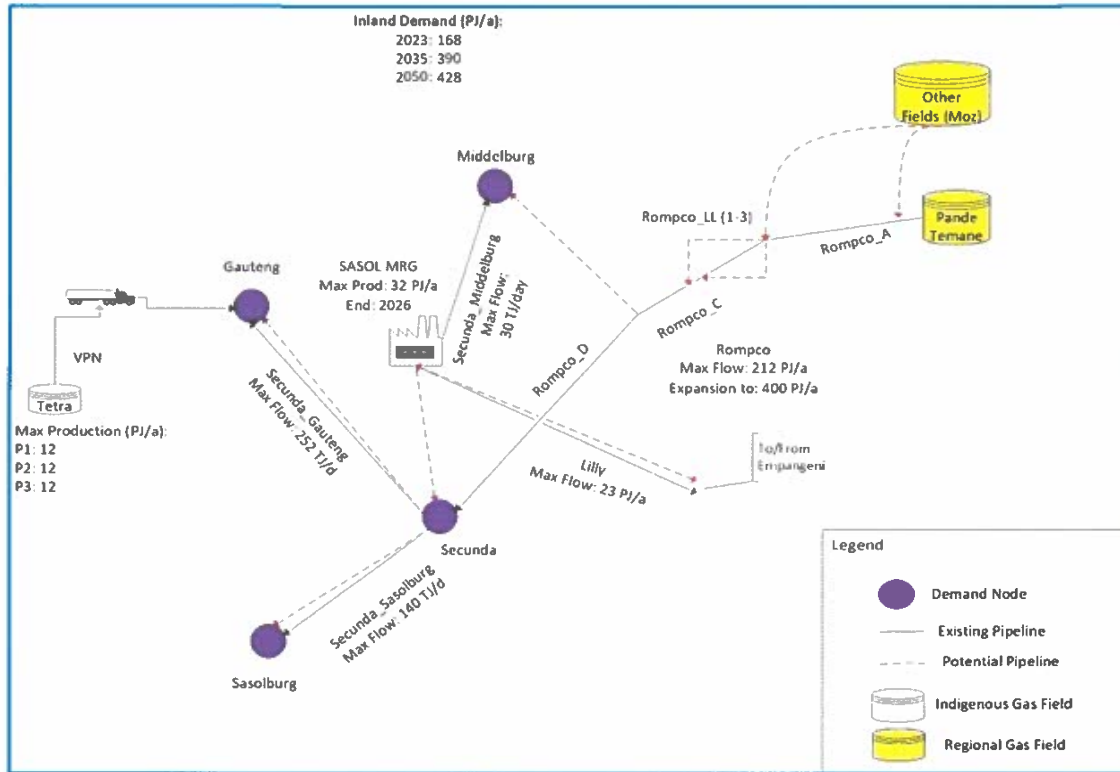 Inland Demand (PJ/a):
2023: 168
2035: 390
2050: 428
Other
Fields (Moz)
Middelburg
Rompco_LL (1-3)
Pande
Temane
Rompco_A
Gauteng
SASOL MRG
Max Prod: 32 PJ/a
End: 2026
Secunda_Middelburg
Max Flow:
30 TJ/day
Rompco_C
VPN
Rompco_D
Rompco
Max Flow: 212 PJ/a
Expansion to: 400 PJ/a
Tetra
Max Production (PJ/a):
P1: 12
P2: 12
P3: 12
Secunda_Gauteng
Max Flow: 252 TJ/d
To/From
Empangeni
Lilly
Max Flow: 23 PJ/a
Secunda
Secunda_Sasolburg
Max Flow: 140 TJ/d
Sasolburg
Legend
Demand Node
Existing Pipeline
Potential Pipeline
Indigenous Gas Field
Regional Gas Field